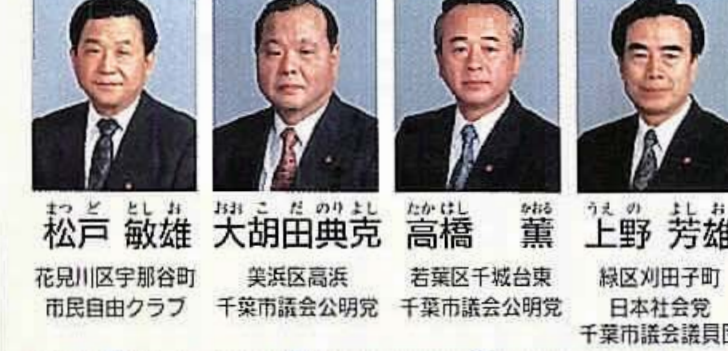 まつ ど とし お
松戸 敏雄
花見川区宇那谷町
市民自由クラブ
おお こ だ のり よし
大胡田典克
美浜区高浜
千葉市議会公明党
たか はし かおる
高橋 薫
若葉区千城台東
千葉市議会公明党
うえ の よし お
上野 芳雄
緑区刈田子町
日本社会党
千葉市議会議員団